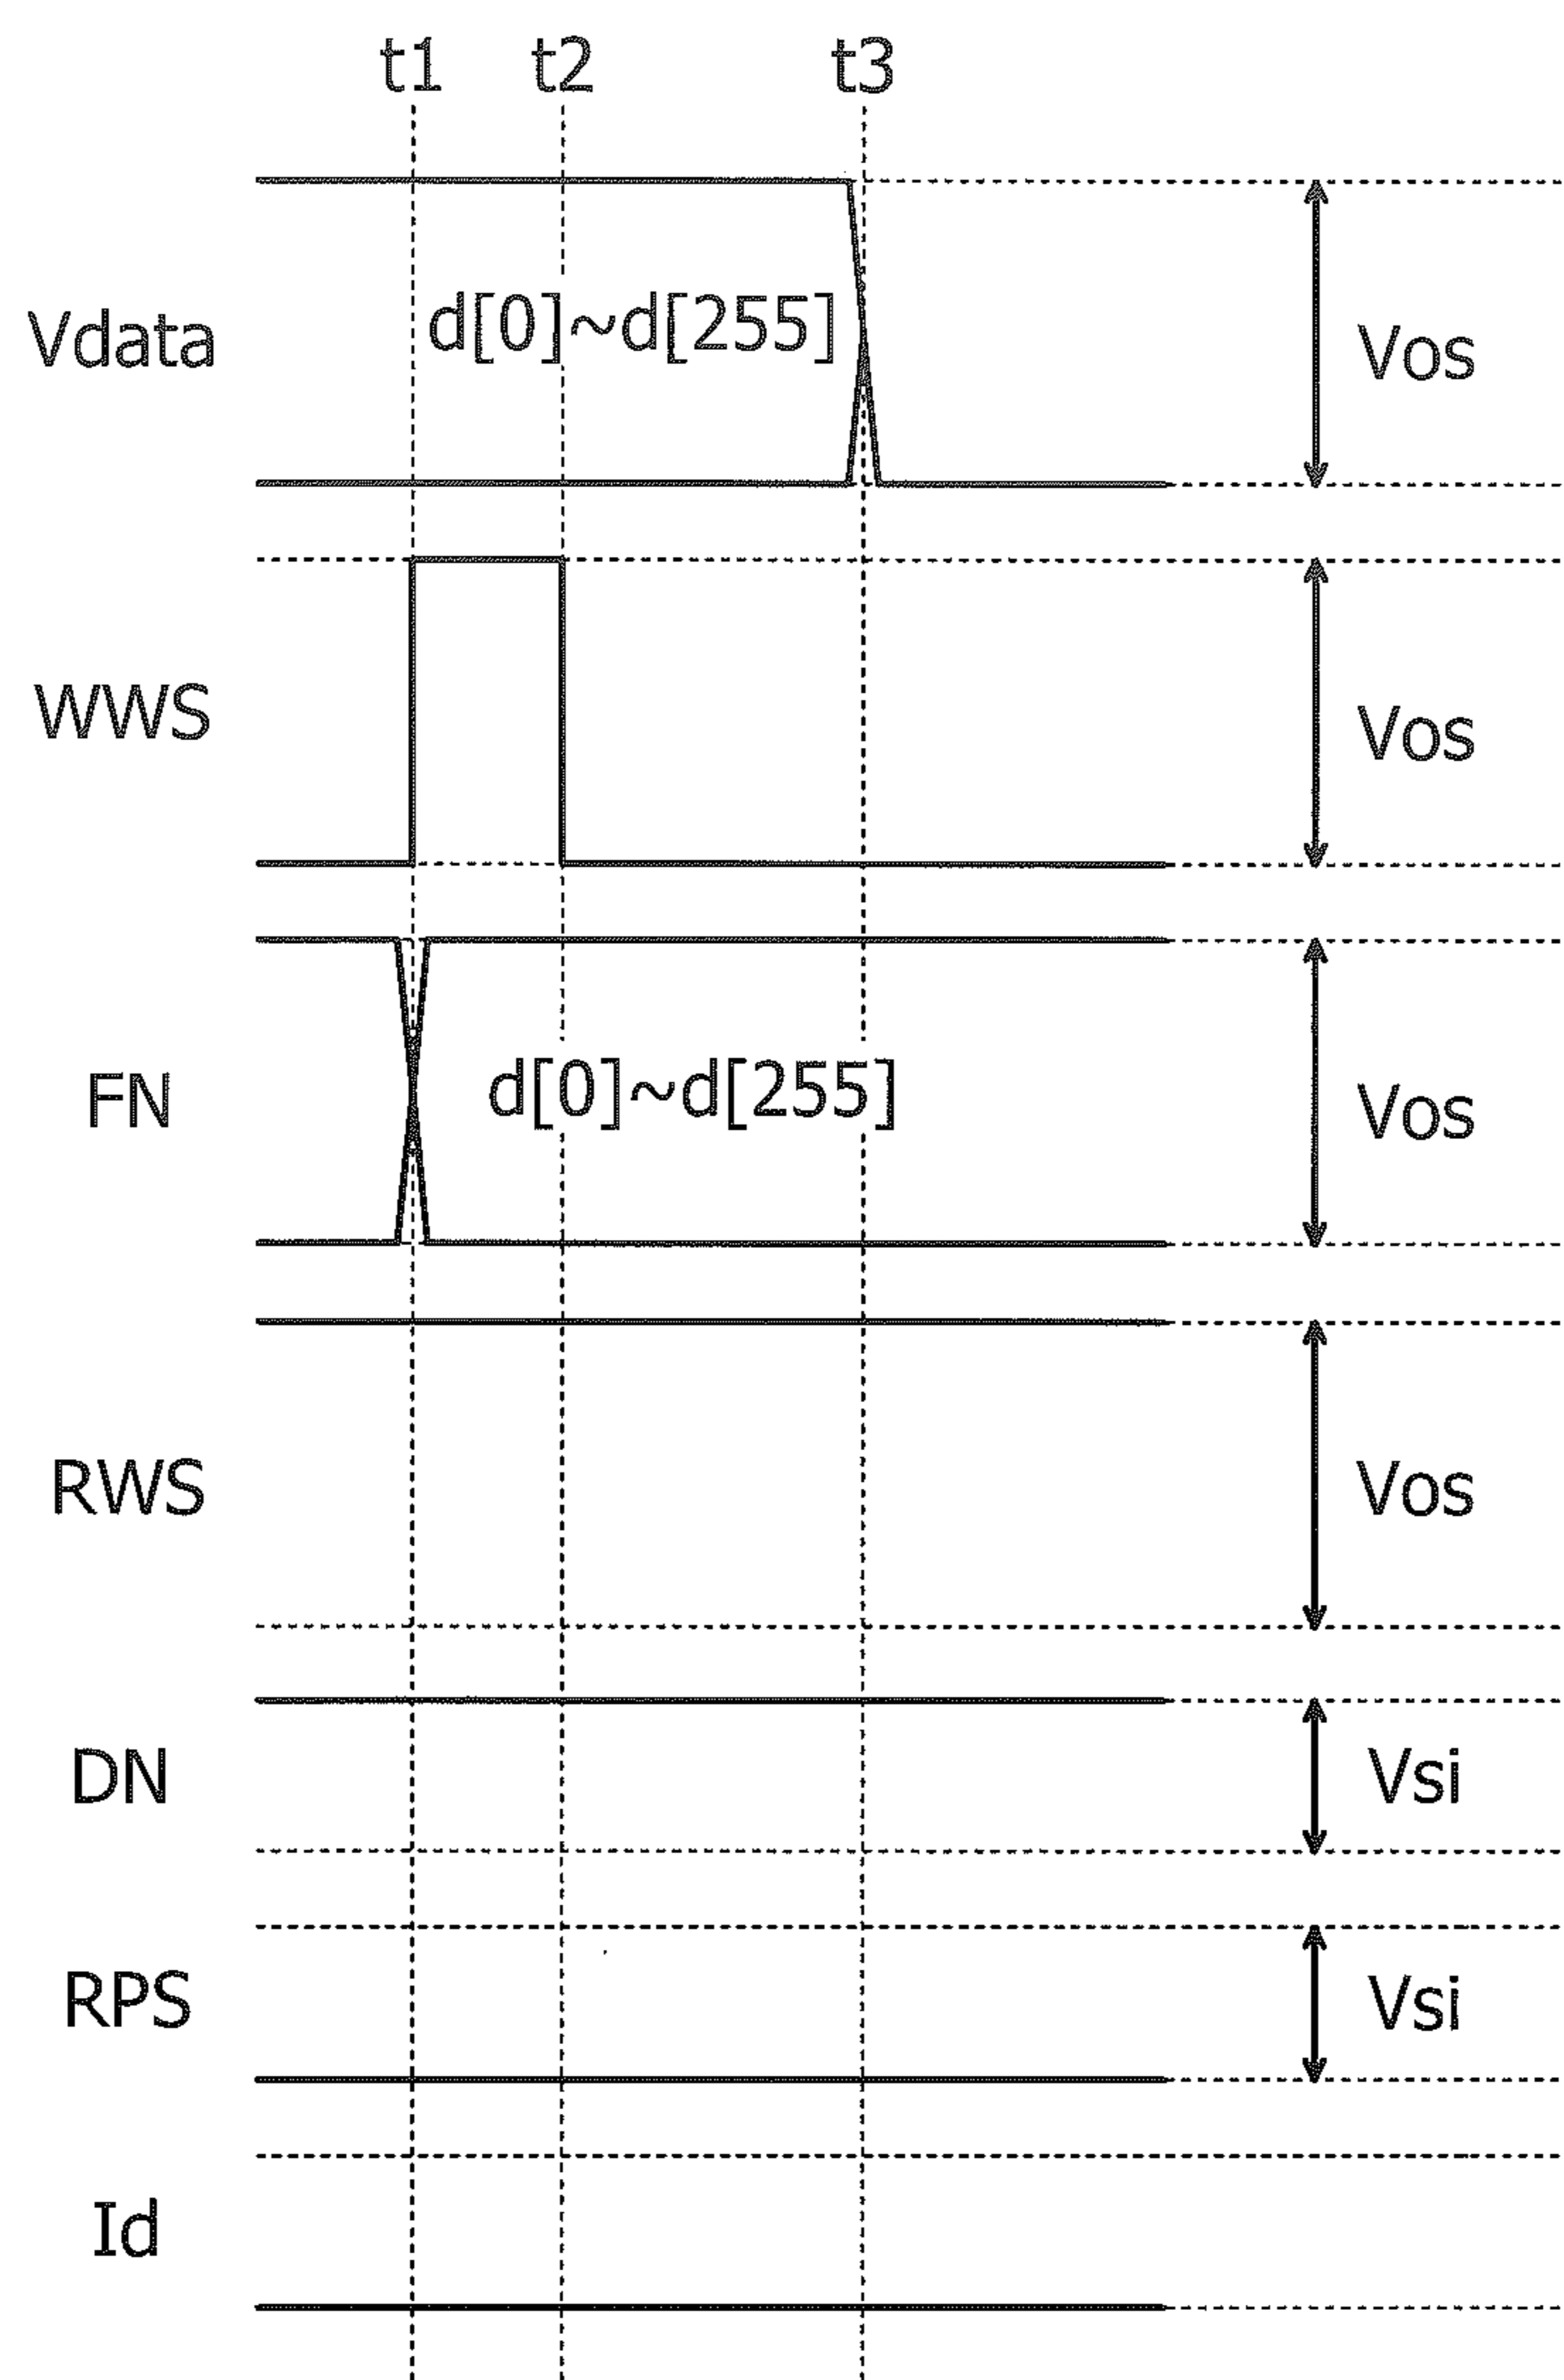 t1 t2 t3
Vdata d[0]~d[255] Vos
WWS Vos
FN d[0]~d[255] Vos
RWS Vos
DN Vsi
RPS Vsi
Id